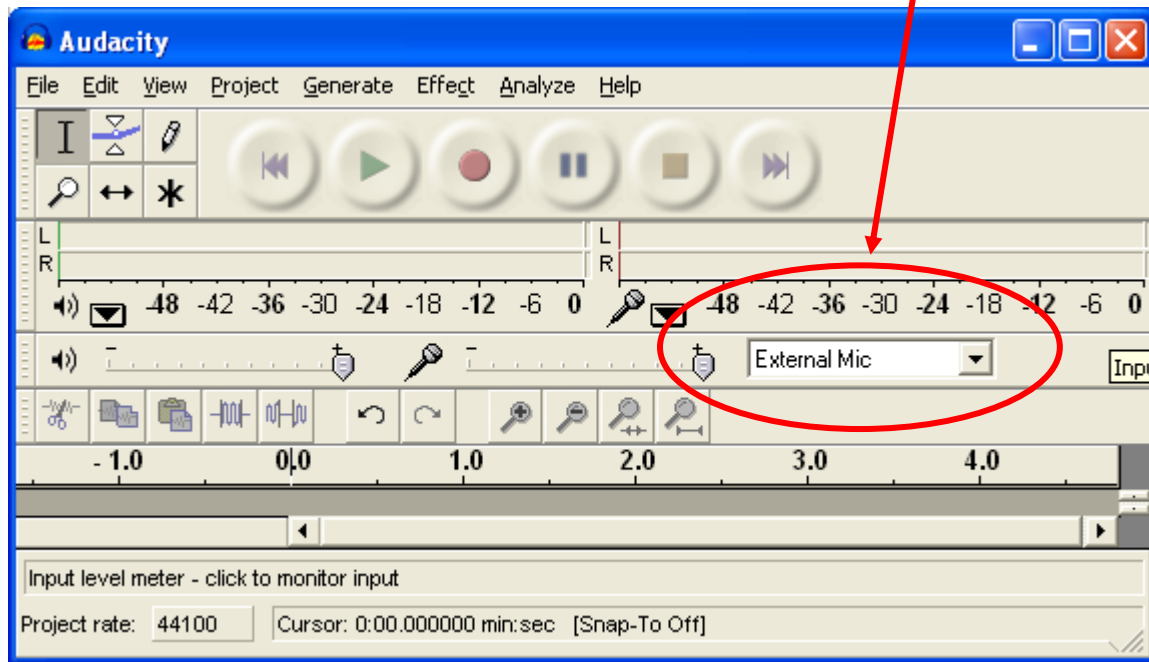 Audacity
File Edit View Project Generate Effect Analyze Help
L L
R R
-48 -42 -36 -30 -24 -18 -12 -6 0 -48 -42 -36 -30 -24 -18 -12 -6 0
- + - + External Mic
- 1.0 0.0 1.0 2.0 3.0 4.0
Input level meter - click to monitor input
Project rate: 44100 Cursor: 0:00.000000 min:sec [Snap-To Off]